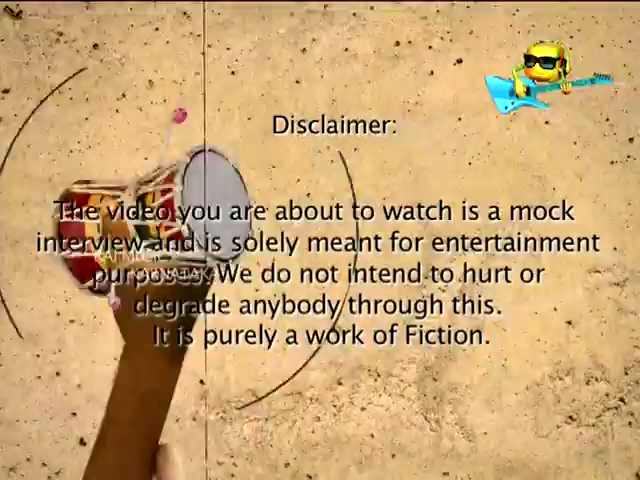 Disclaimer:
The video you are about to watch is a mock
interview and is solely meant for entertainment
purposes. We do not intend to hurt or
degrade anybody through this.
It is purely a work of Fiction.
KARNATAK